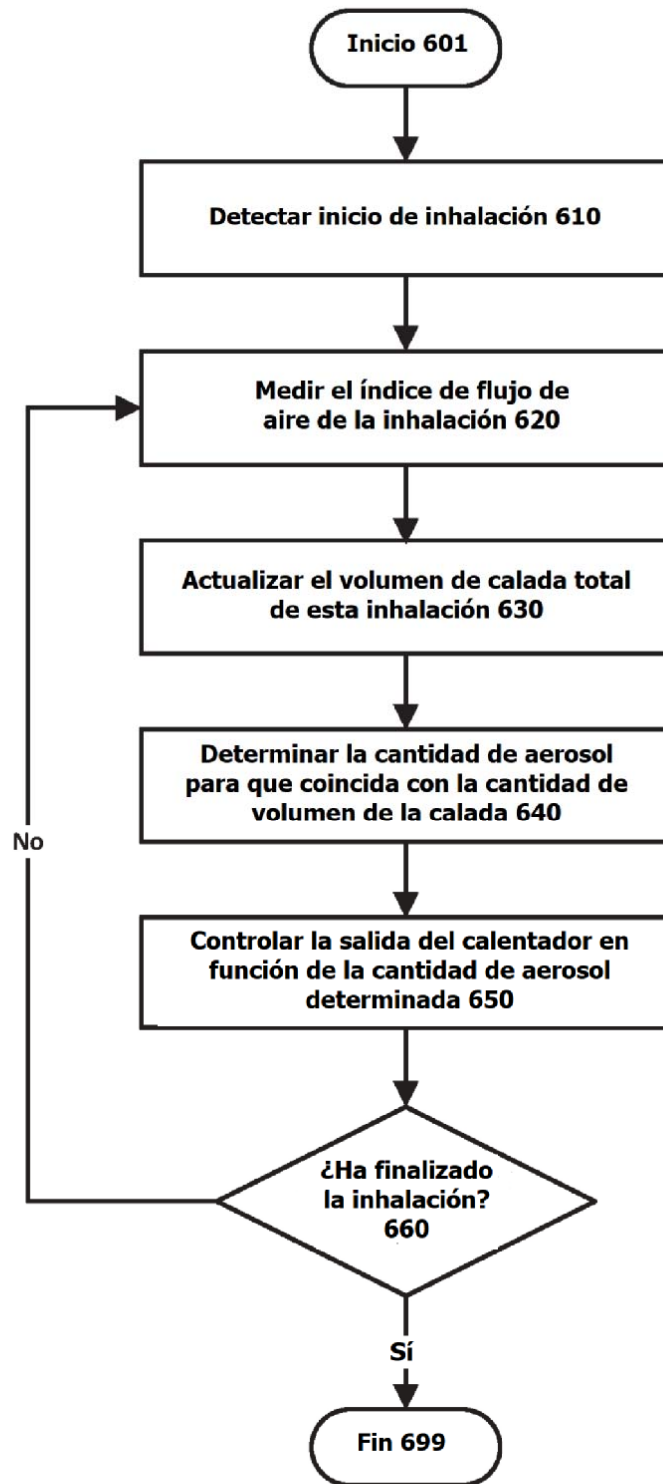 Inicio 601
Detectar inicio de inhalación 610
Medir el índice de flujo de
aire de la inhalación 620
Actualizar el volumen de calada total
de esta inhalación 630
Determinar la cantidad de aerosol
para que coincida con la cantidad de
volumen de la calada 640
No
Controlar la salida del calentador en
función de la cantidad de aerosol
determinada 650
¿Ha finalizado
la inhalación?
660
Sí
Fin 699